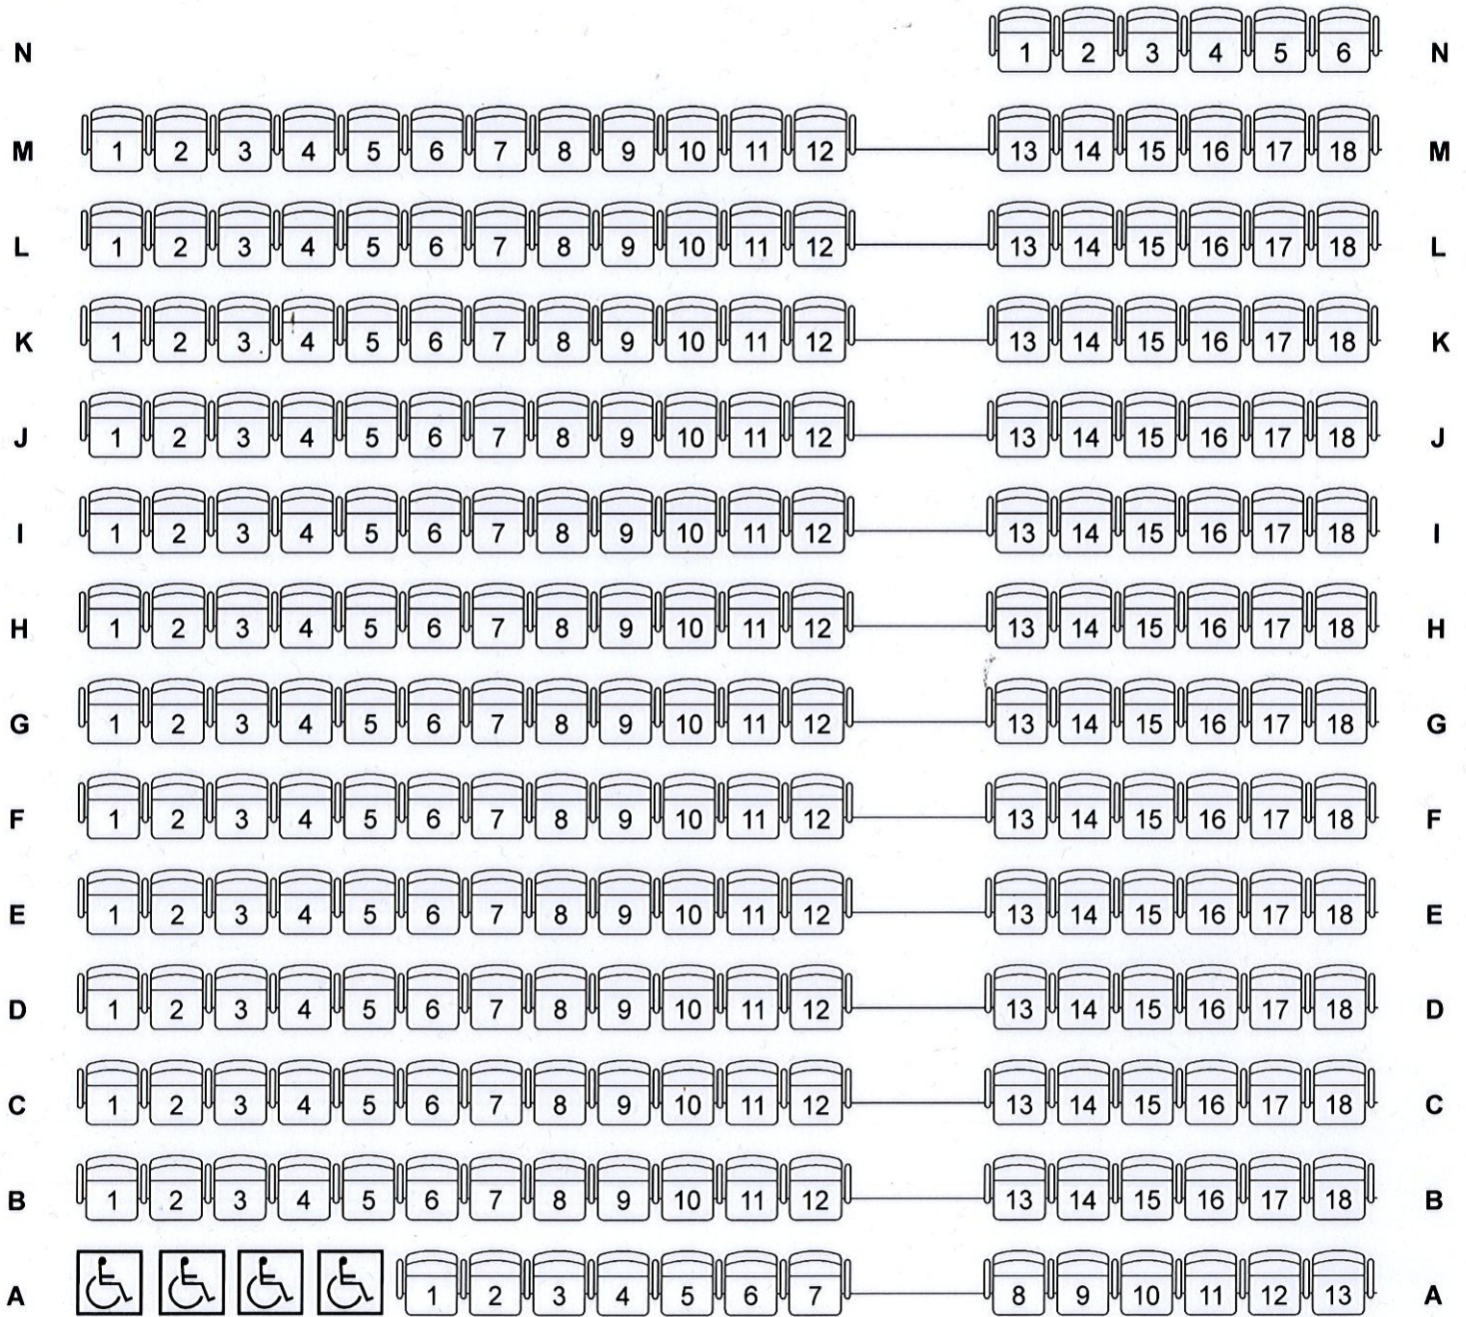 N 1 2 3 4 5 6 N
M 1 2 3 4 5 6 7 8 9 10 11 12 13 14 15 16 17 18 M
L 1 2 3 4 5 6 7 8 9 10 11 12 13 14 15 16 17 18 L
K 1 2 3 4 5 6 7 8 9 10 11 12 13 14 15 16 17 18 K
J 1 2 3 4 5 6 7 8 9 10 11 12 13 14 15 16 17 18 J
I 1 2 3 4 5 6 7 8 9 10 11 12 13 14 15 16 17 18 I
H 1 2 3 4 5 6 7 8 9 10 11 12 13 14 15 16 17 18 H
G 1 2 3 4 5 6 7 8 9 10 11 12 13 14 15 16 17 18 G
F 1 2 3 4 5 6 7 8 9 10 11 12 13 14 15 16 17 18 F
E 1 2 3 4 5 6 7 8 9 10 11 12 13 14 15 16 17 18 E
D 1 2 3 4 5 6 7 8 9 10 11 12 13 14 15 16 17 18 D
C 1 2 3 4 5 6 7 8 9 10 11 12 13 14 15 16 17 18 C
B 1 2 3 4 5 6 7 8 9 10 11 12 13 14 15 16 17 18 B
A 1 2 3 4 5 6 7 8 9 10 11 12 13 A